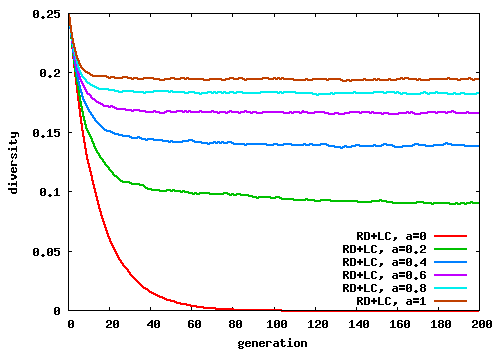 0.25
0.2
0.15
0.1
0.05
0
diversity
RD+LC, a=0
RD+LC, a=0.2
RD+LC, a=0.4
RD+LC, a=0.6
RD+LC, a=0.8
RD+LC, a=1
0 20 40 60 80 100 120 140 160 180 200
generation